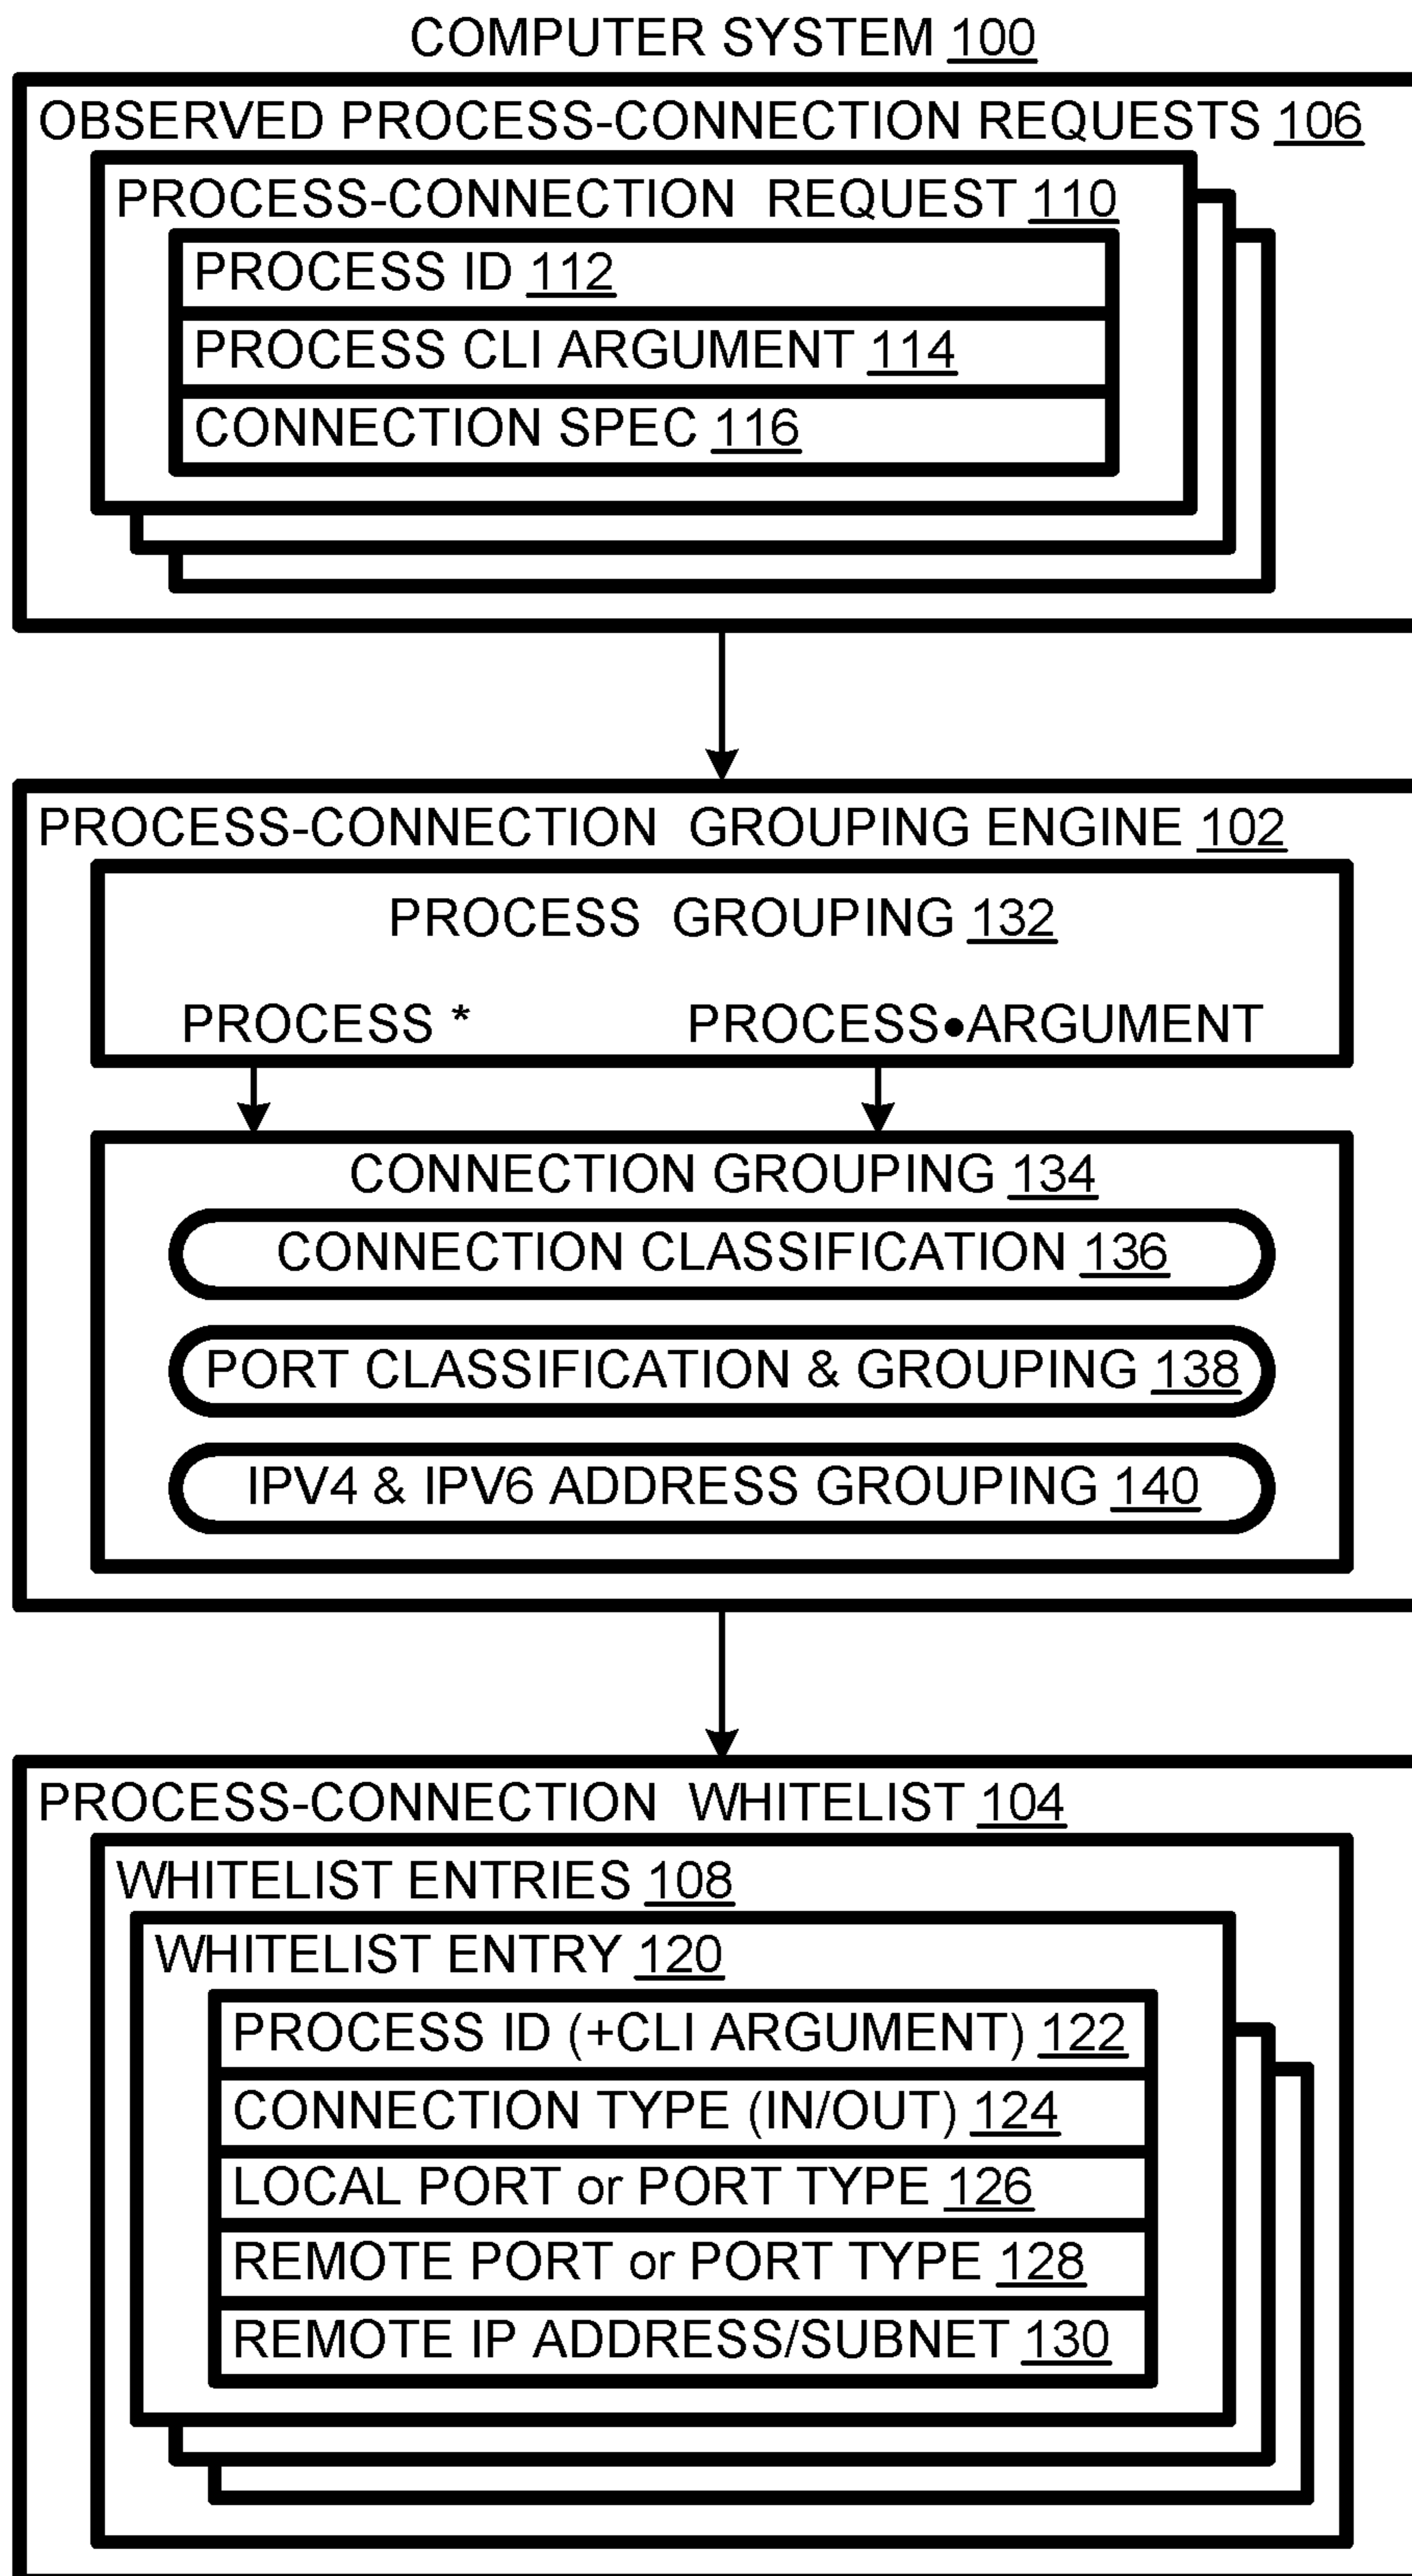 COMPUTER SYSTEM 100
OBSERVED PROCESS-CONNECTION REQUESTS 106
PROCESS-CONNECTION REQUEST 110
PROCESS ID 112
PROCESS CLI ARGUMENT 114
CONNECTION SPEC 116
PROCESS-CONNECTION GROUPING ENGINE 102
PROCESS GROUPING 132
PROCESS * PROCESS•ARGUMENT
CONNECTION GROUPING 134
CONNECTION CLASSIFICATION 136
PORT CLASSIFICATION & GROUPING 138
IPV4 & IPV6 ADDRESS GROUPING 140
PROCESS-CONNECTION WHITELIST 104
WHITELIST ENTRIES 108
WHITELIST ENTRY 120
PROCESS ID (+CLI ARGUMENT) 122
CONNECTION TYPE (IN/OUT) 124
LOCAL PORT or PORT TYPE 126
REMOTE PORT or PORT TYPE 128
REMOTE IP ADDRESS/SUBNET 130